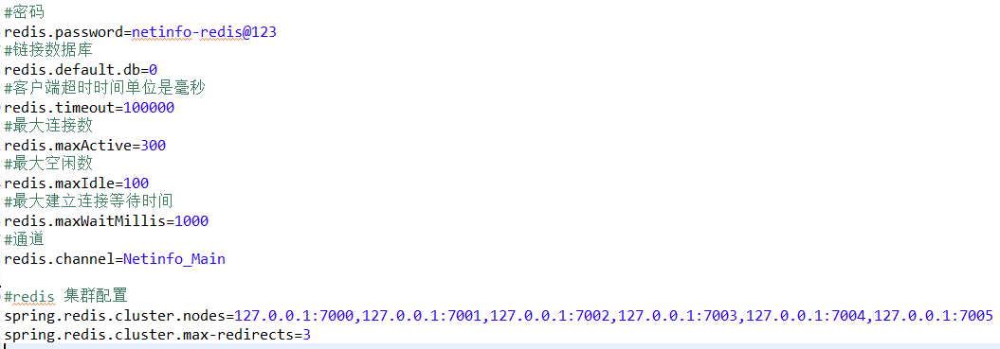 #密码
redis.password=netinfo-redis@123
#链接数据库
redis.default.db=0
#客户端超时时间单位是毫秒
redis.timeout=100000
#最大连接数
redis.maxActive=300
#最大空闲数
redis.maxIdle=100
#最大建立连接等待时间
redis.maxWaitMillis=1000
#通道
redis.channel=Netinfo_Main
#redis 集群配置
spring.redis.cluster.nodes=127.0.0.1:7000,127.0.0.1:7001,127.0.0.1:7002,127.0.0.1:7003,127.0.0.1:7004,127.0.0.1:7005
spring.redis.cluster.max-redirects=3